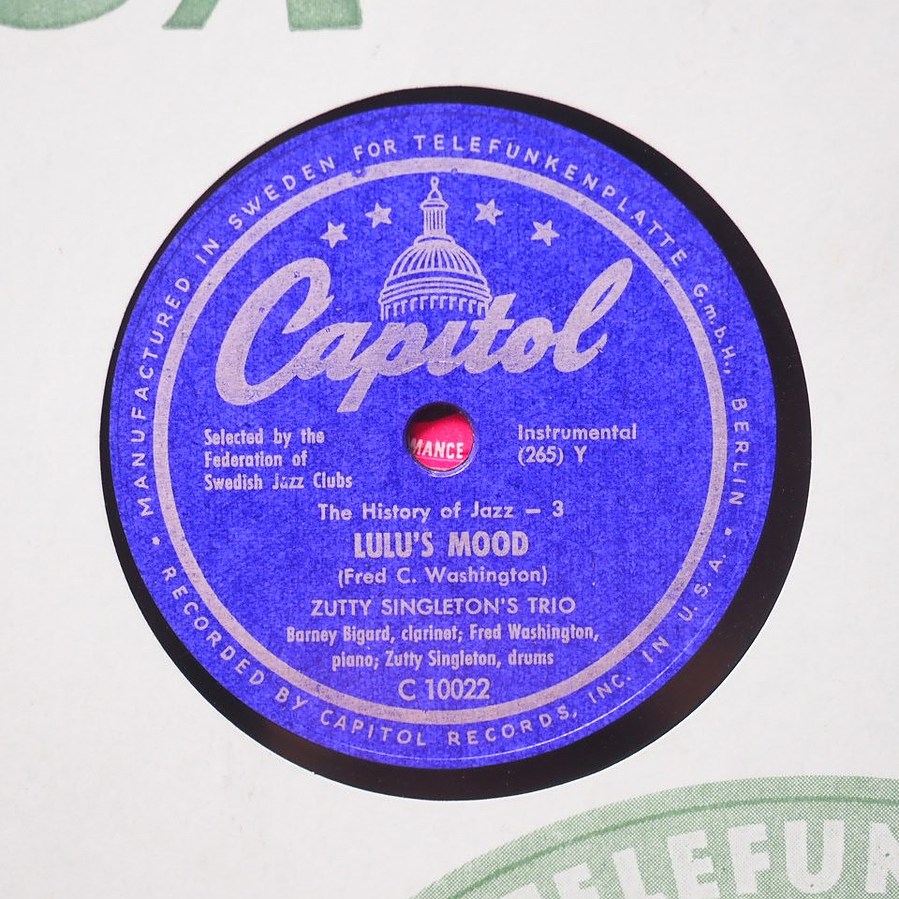 MANUFACTURED IN SWEDEN FOR TELEFUNKENPLATTE G.m.b.H., BERLIN
Capitol
Selected by the
Federation of
Swedish Jazz Clubs
MANCE
Instrumental
(265) Y
The History of Jazz – 3
LULU'S MOOD
(Fred C. Washington)
ZUTTY SINGLETON'S TRIO
Barney Bigard, clarinet; Fred Washington,
piano; Zutty Singleton, drums
C 10022
• RECORDED BY CAPITOL RECORDS, INC. IN U. S. A. •
TELEFUN